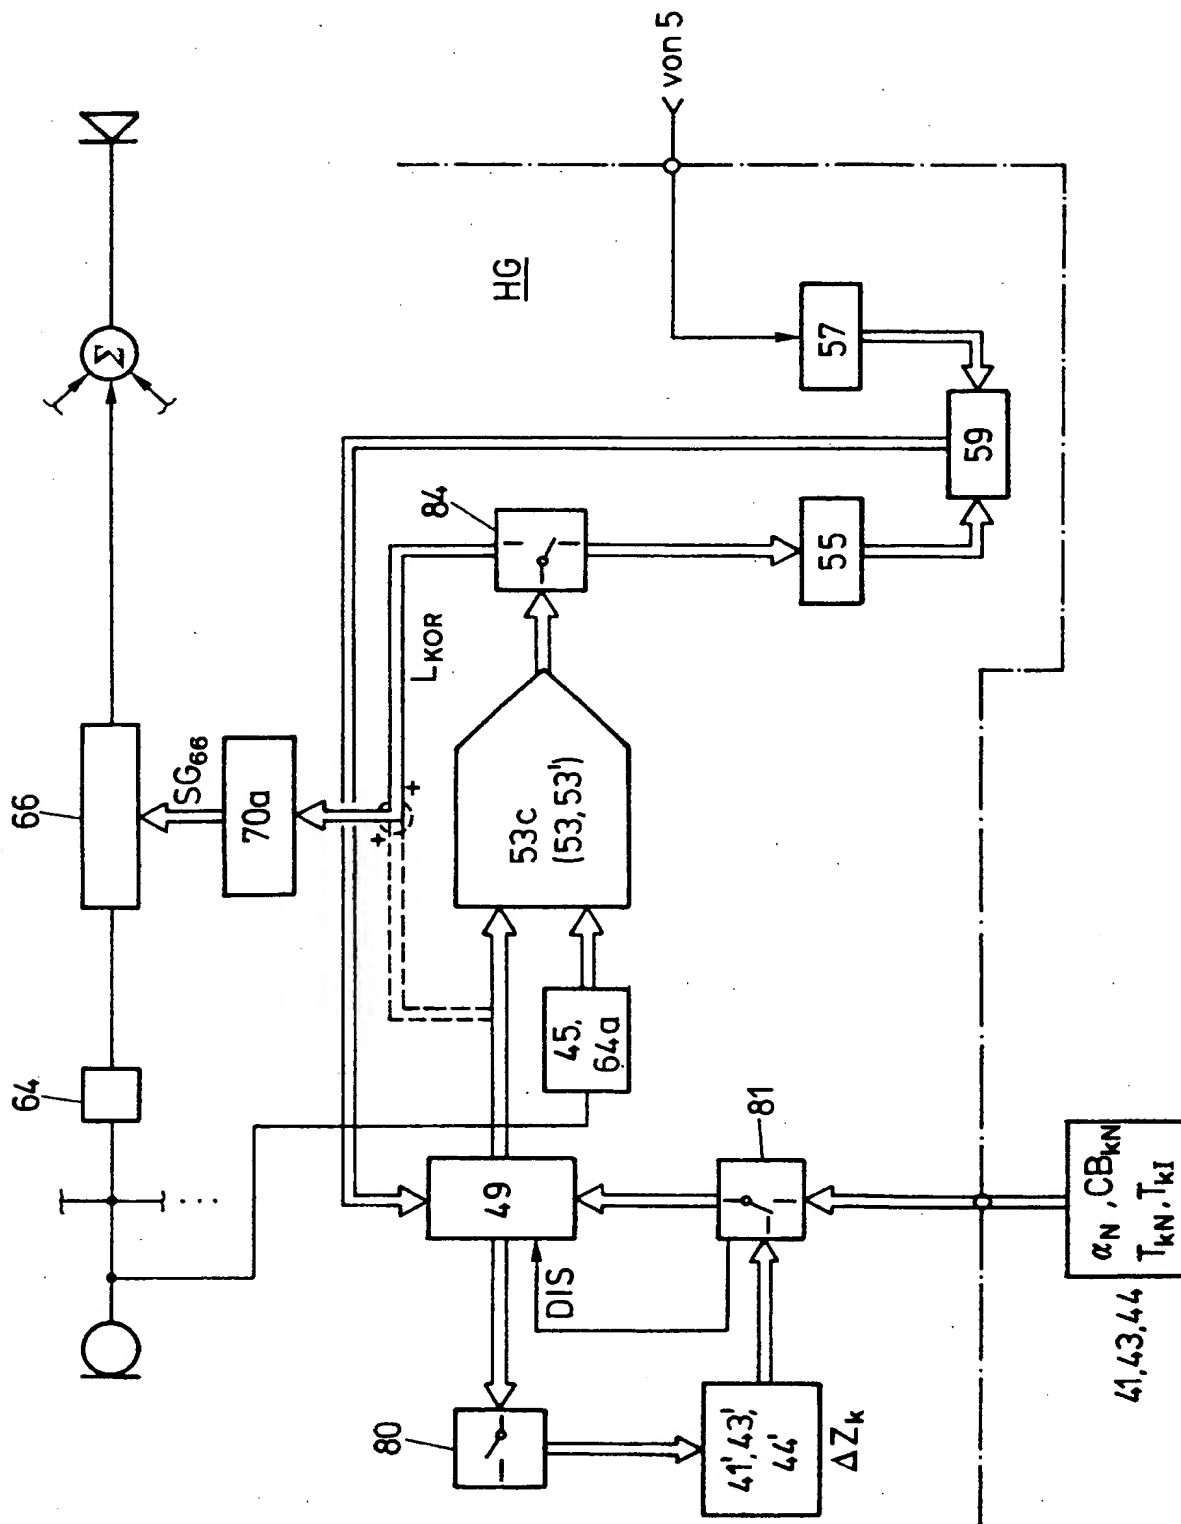 64
66
Σ
von 5
SG66
70a
HG
LKOR
84
57
59
55
53c
(53, 53')
45,
64a
49
DIS
81
80
41', 43',
44'
ΔZk
αN, CBkN
TkN, TkI
41, 43, 44
+
+
...